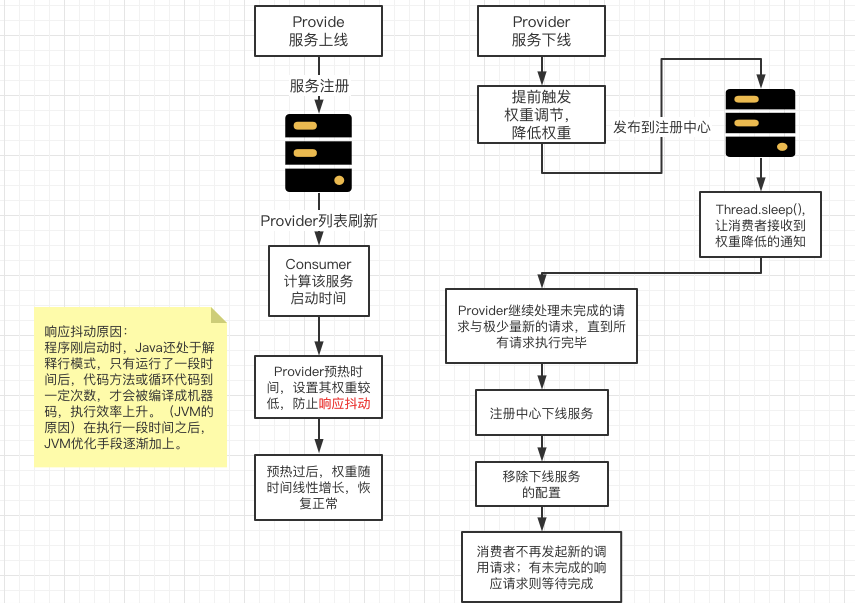 Provide
服务上线
服务注册
Provider列表刷新
Consumer
计算该服务
启动时间
Provider预热时
间，设置其权重较
低，防止响应抖动
预热过后，权重随
时间线性增长，恢
复正常
响应抖动原因：
程序刚启动时，Java还处于解
释行模式，只有运行了一段时
间后，代码方法或循环代码到
一定次数，才会被编译成机器
码，执行效率上升。（JVM的
原因）在执行一段时间之后，
JVM优化手段逐渐加上。
Provider
服务下线
提前触发
权重调节，
降低权重
发布到注册中心
Thread.sleep(),
让消费者接收到
权重降低的通知
Provider继续处理未完成的请
求与极少量新的请求，直到所
有请求执行完毕
注册中心下线服务
移除下线服务
的配置
消费者不再发起新的调
用请求；有未完成的响
应请求则等待完成